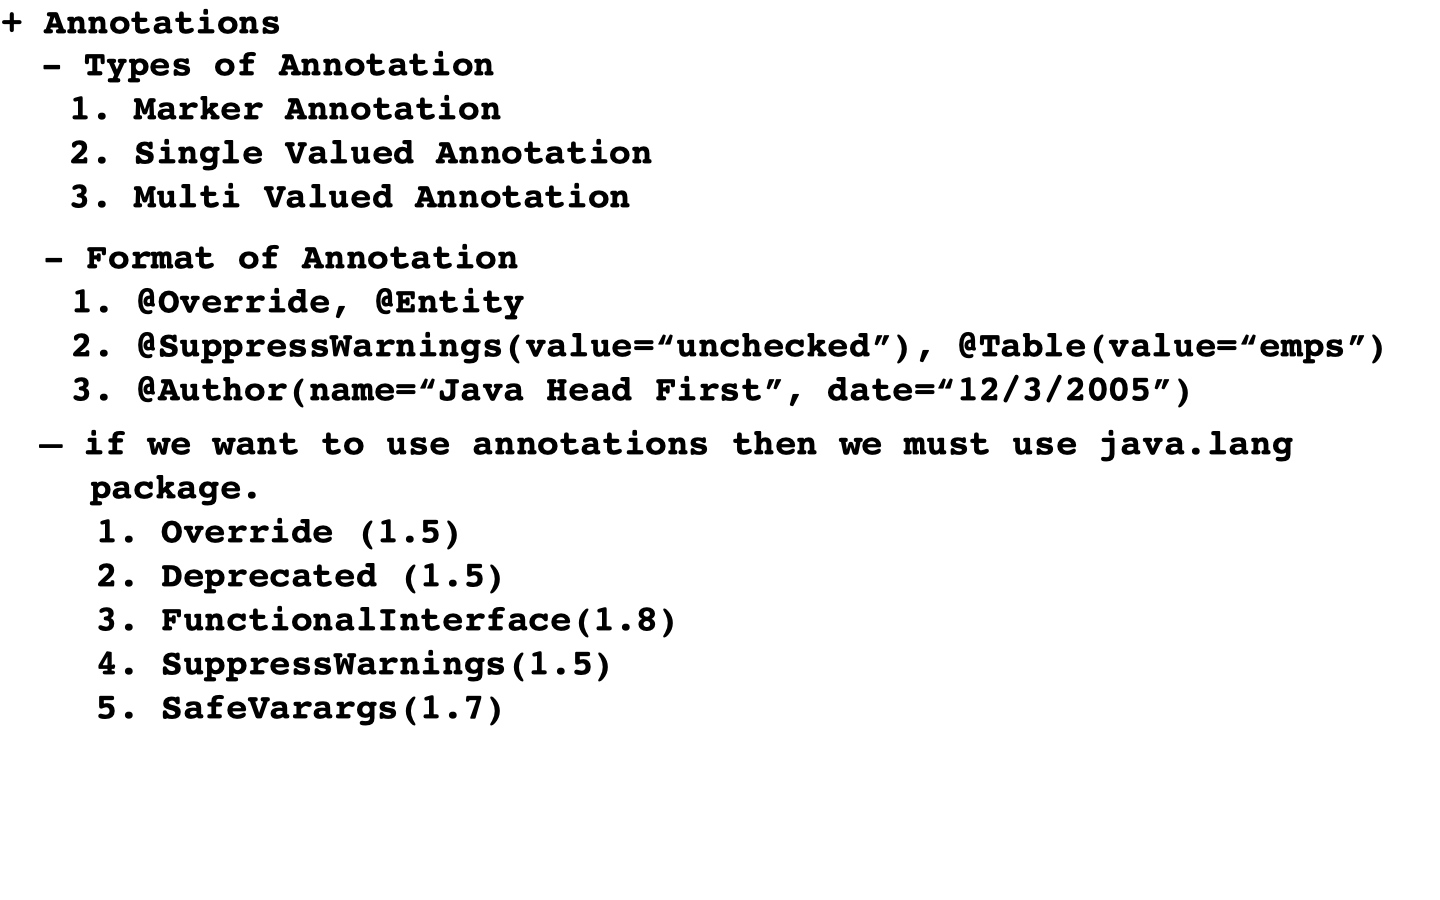 + Annotations
- Types of Annotation
1. Marker Annotation
2. Single Valued Annotation
3. Multi Valued Annotation
- Format of Annotation
1. @Override, @Entity
2. @SuppressWarnings(value=“unchecked”), @Table(value=“emps”)
3. @Author(name=“Java Head First”, date=“12/3/2005”)
— if we want to use annotations then we must use java.lang
package.
1. Override (1.5)
2. Deprecated (1.5)
3. FunctionalInterface(1.8)
4. SuppressWarnings(1.5)
5. SafeVarargs(1.7)